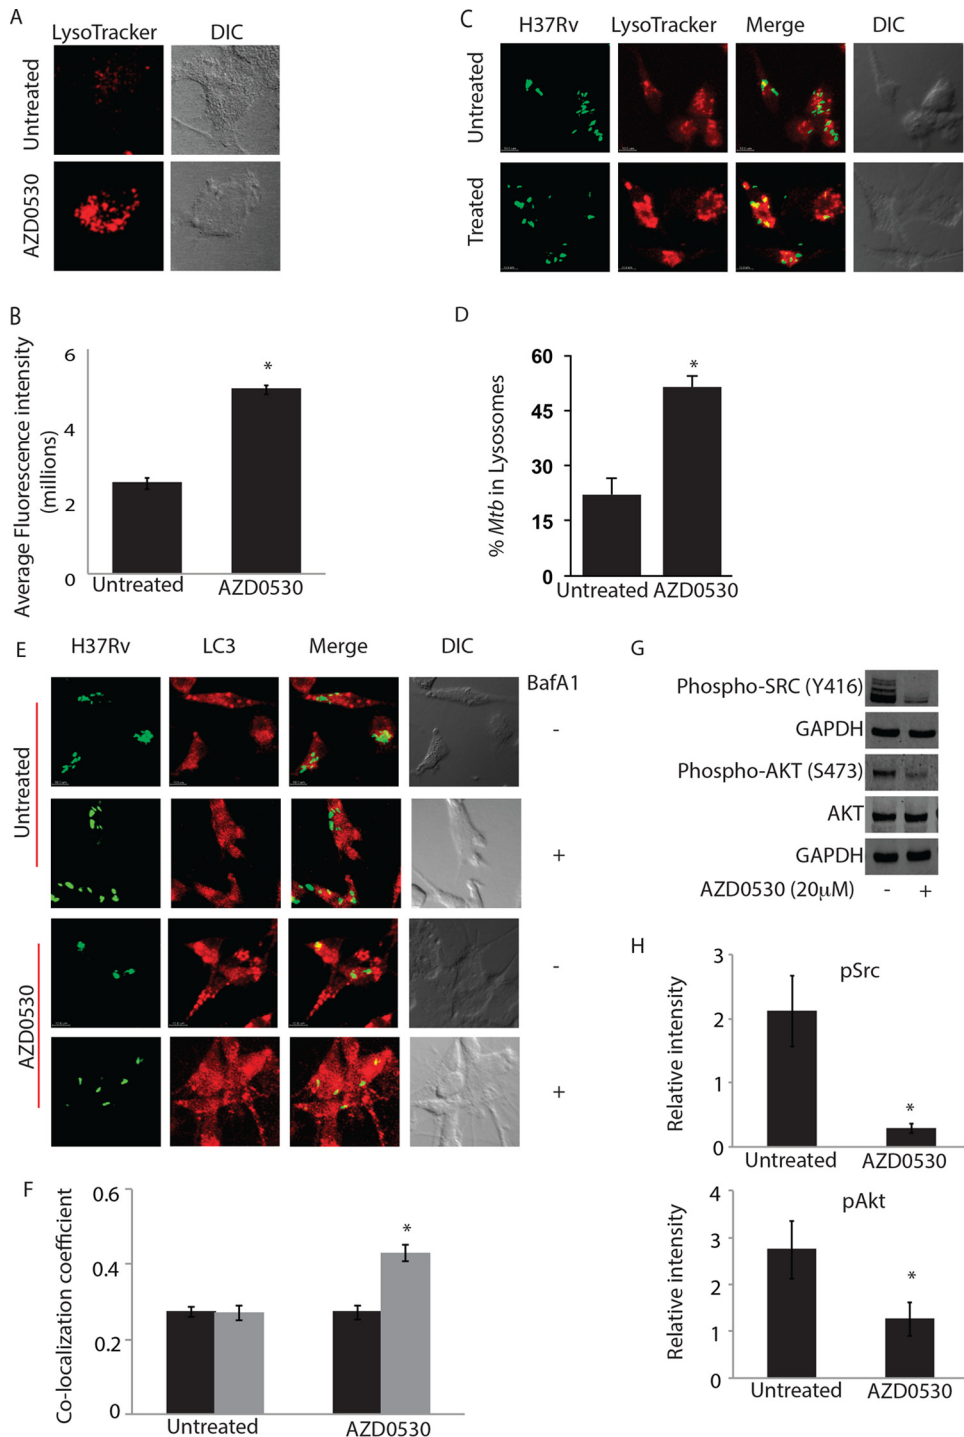 A
LysoTracker DIC
Untreated
AZD0530
B
Average Fluorescence intensity
(millions)
6
4
2
0
*
Untreated AZD0530
C
H37Rv LysoTracker Merge DIC
Untreated
Treated
D
% Mtb in Lysosomes
60
45
30
15
0
*
Untreated AZD0530
E
H37Rv LC3 Merge DIC
BafA1
Untreated
-
+
AZD0530
-
+
F
Co-localization coefficient
0.6
0.4
0.2
0
*
Untreated AZD0530
G
Phospho-SRC (Y416)
GAPDH
Phospho-AKT (S473)
AKT
GAPDH
AZD0530 (20μM) - +
H
pSrc
Relative intensity
3
2
1
0
*
Untreated AZD0530
pAkt
Relative intensity
4
3
2
1
0
*
Untreated AZD0530